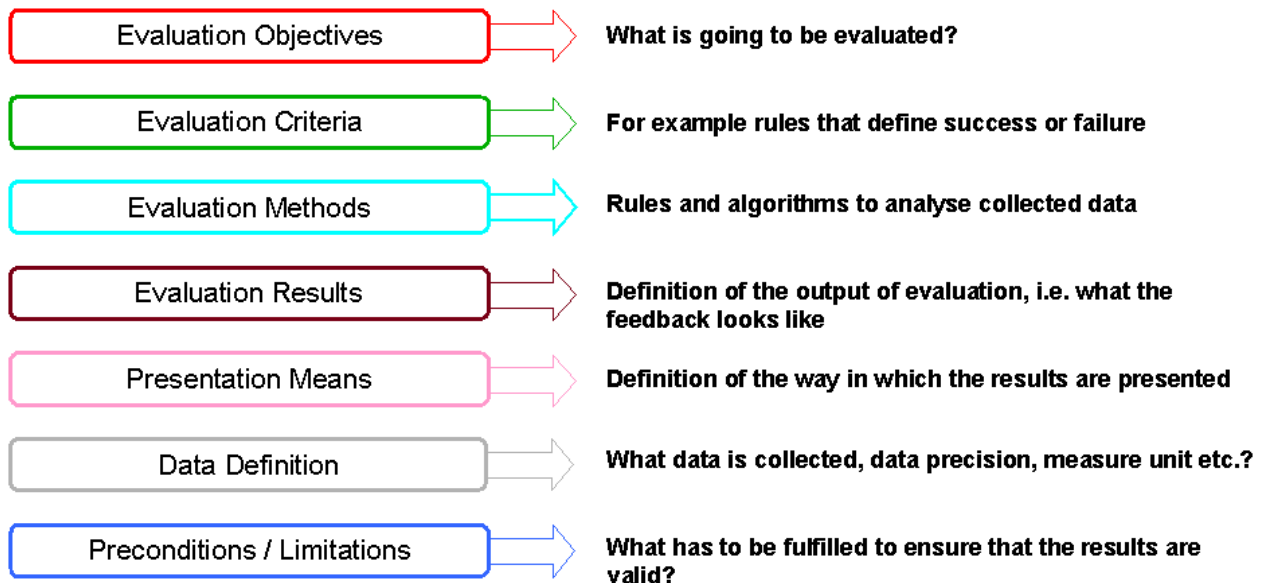 Evaluation Objectives
What is going to be evaluated?
Evaluation Criteria
For example rules that define success or failure
Evaluation Methods
Rules and algorithms to analyse collected data
Evaluation Results
Definition of the output of evaluation, i.e. what the
feedback looks like
Presentation Means
Definition of the way in which the results are presented
Data Definition
What data is collected, data precision, measure unit etc.?
Preconditions / Limitations
What has to be fulfilled to ensure that the results are
valid?